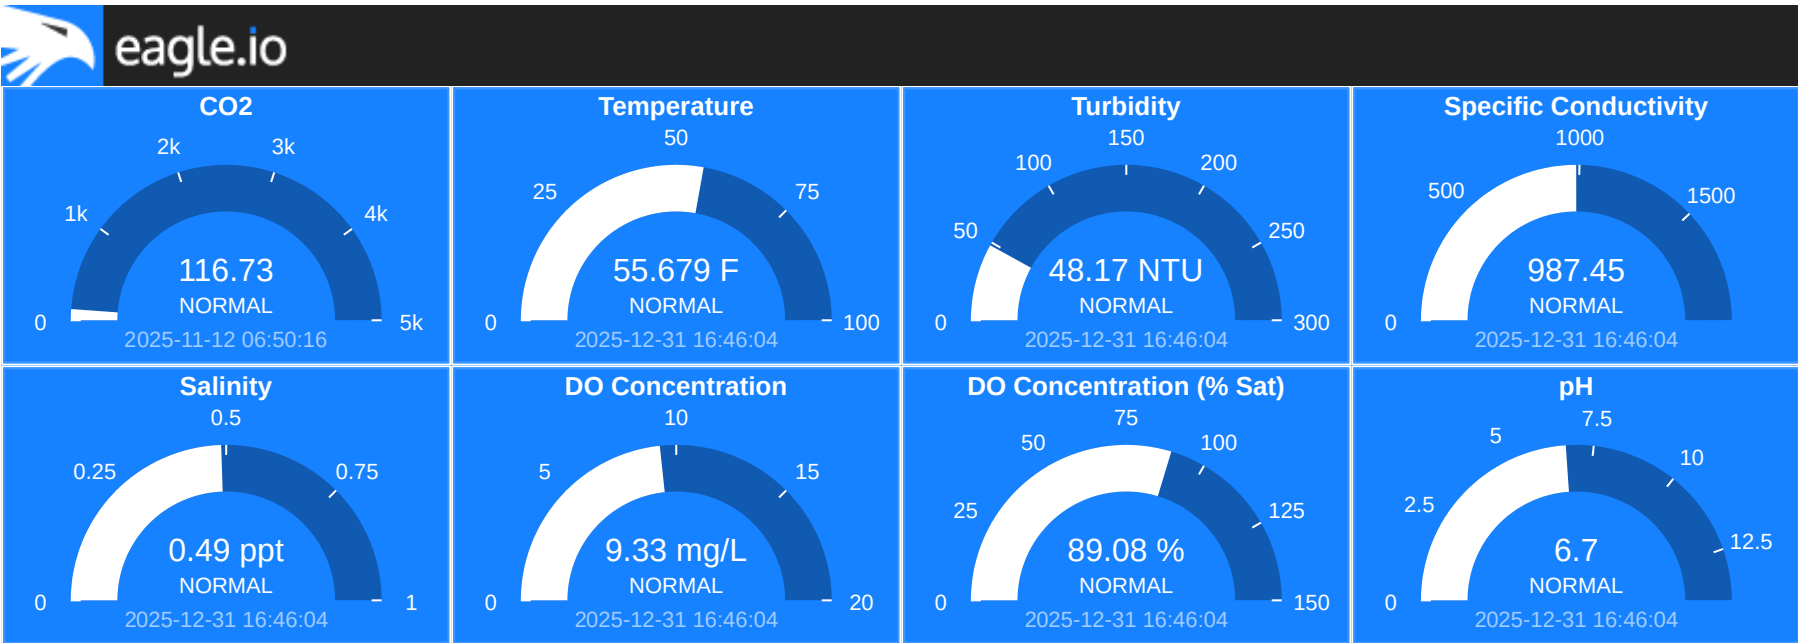 eagle.io
CO2
2k 3k
1k 4k
116.73
NORMAL
0 5k
2025-11-12 06:50:16
Temperature
50
25 75
55.679 F
NORMAL
0 100
2025-12-31 16:46:04
Turbidity
150
100 200
50 250
48.17 NTU
NORMAL
0 300
2025-12-31 16:46:04
Specific Conductivity
1000
500 1500
987.45
NORMAL
0
2025-12-31 16:46:04
Salinity
0.5
0.25 0.75
0.49 ppt
NORMAL
0 1
2025-12-31 16:46:04
DO Concentration
10
5 15
9.33 mg/L
NORMAL
0 20
2025-12-31 16:46:04
DO Concentration (% Sat)
75
50 100
25 125
89.08 %
NORMAL
0 150
2025-12-31 16:46:04
pH
7.5
5 10
2.5 12.5
6.7
NORMAL
0
2025-12-31 16:46:04